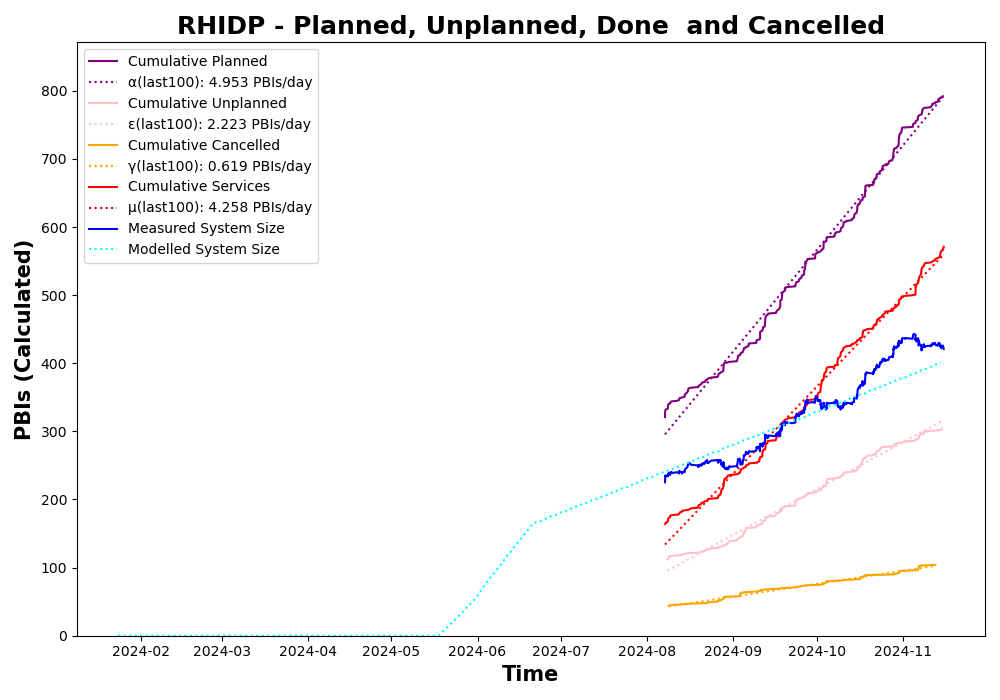 RHIDP - Planned, Unplanned, Done  and Cancelled
Cumulative Planned
α(last100): 4.953 PBIs/day
Cumulative Unplanned
ε(last100): 2.223 PBIs/day
Cumulative Cancelled
γ(last100): 0.619 PBIs/day
Cumulative Services
μ(last100): 4.258 PBIs/day
Measured System Size
Modelled System Size
PBIs (Calculated)
800
700
600
500
400
300
200
100
0
2024-02 2024-03 2024-04 2024-05 2024-06 2024-07 2024-08 2024-09 2024-10 2024-11
Time